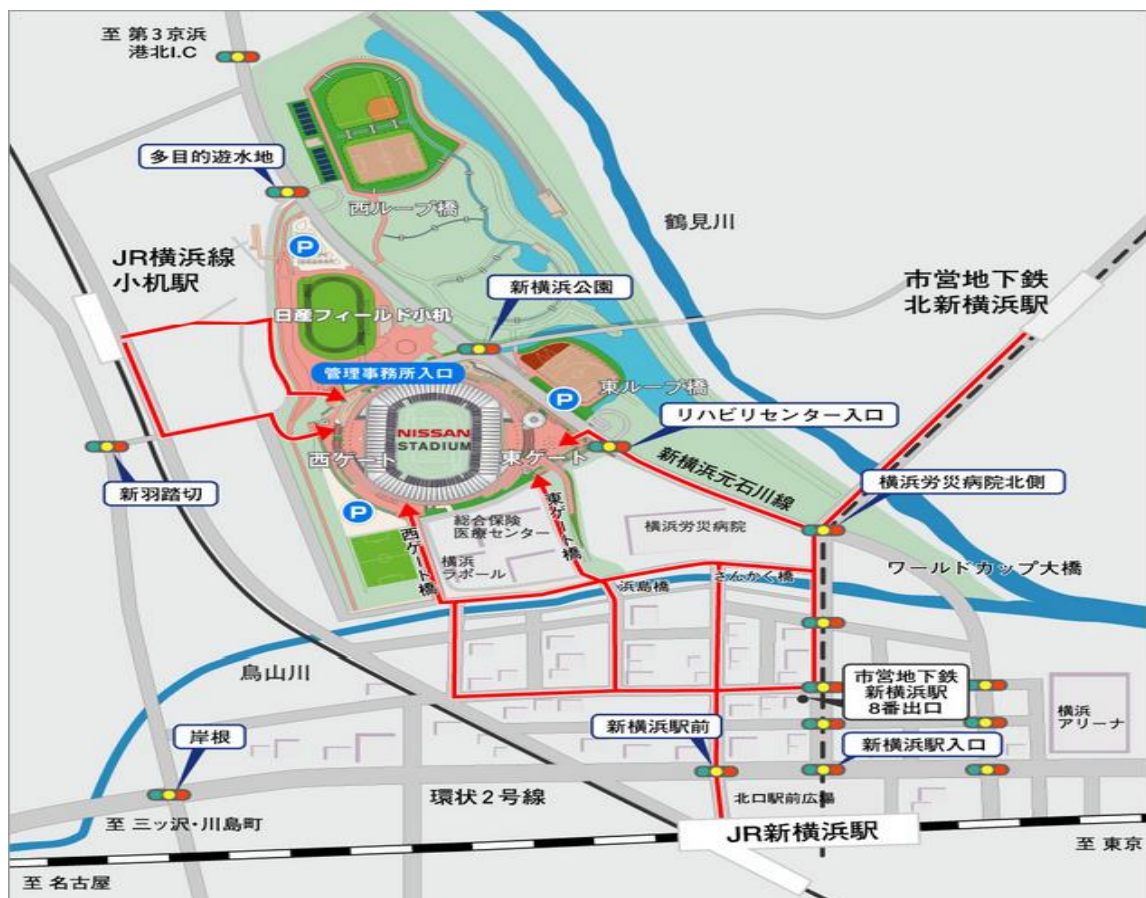 至 第3京浜
港北I.C
多目的遊水地
西ループ橋
鶴見川
JR横浜線
小机駅
P
新横浜公園
市営地下鉄
北新横浜駅
日産フィールド小机
管理事務所入口
東ループ橋
P
リハビリセンター入口
NISSAN
STADIUM
西ゲート
東ゲート
新横浜元石川線
新羽踏切
横浜労災病院北側
P
西ゲート橋
総合保険
医療センター
東ゲート橋
横浜労災病院
横浜
ラポール
浜島橋
さんかく橋
ワールドカップ大橋
鳥山川
市営地下鉄
新横浜駅
8番出口
横浜
アリーナ
岸根
新横浜駅前
新横浜駅入口
環状2号線
北口駅前広場
至 三ッ沢・川島町
JR新横浜駅
至 東京
至 名古屋